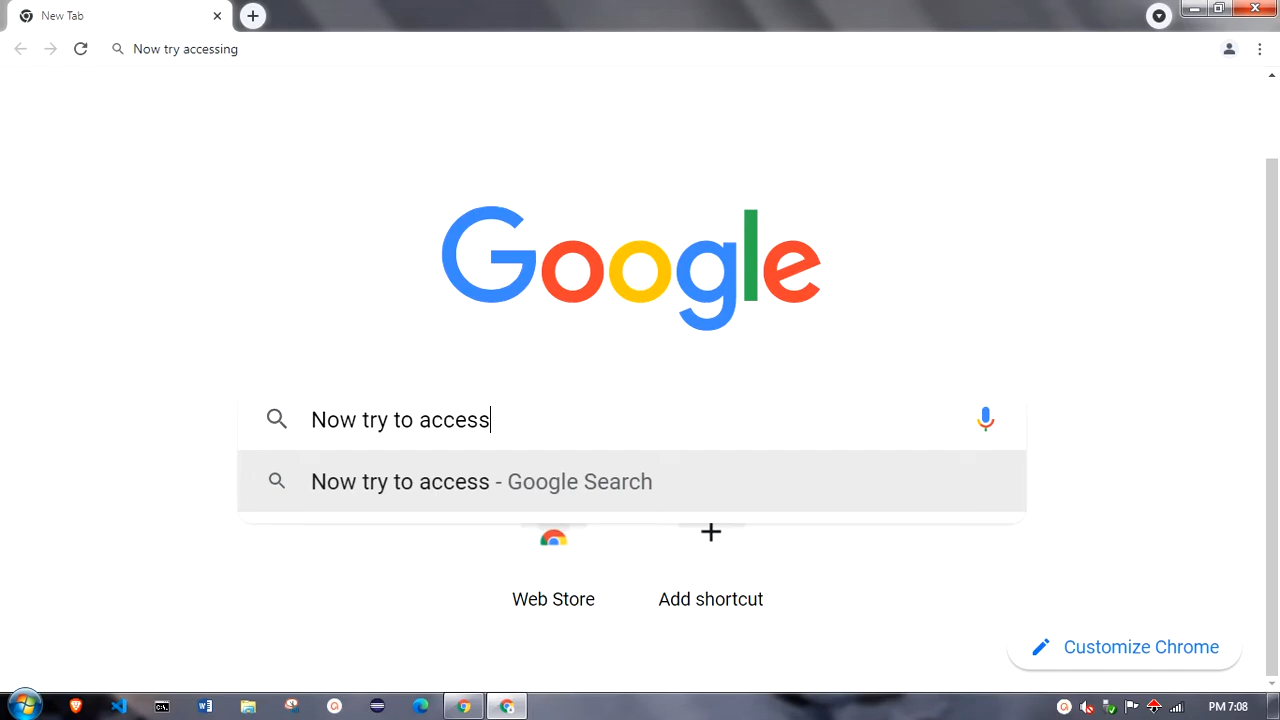 New Tab
Now try accessing
Google
Now try to access
Now try to access - Google Search
Web Store
Add shortcut
Customize Chrome
PM 7:08